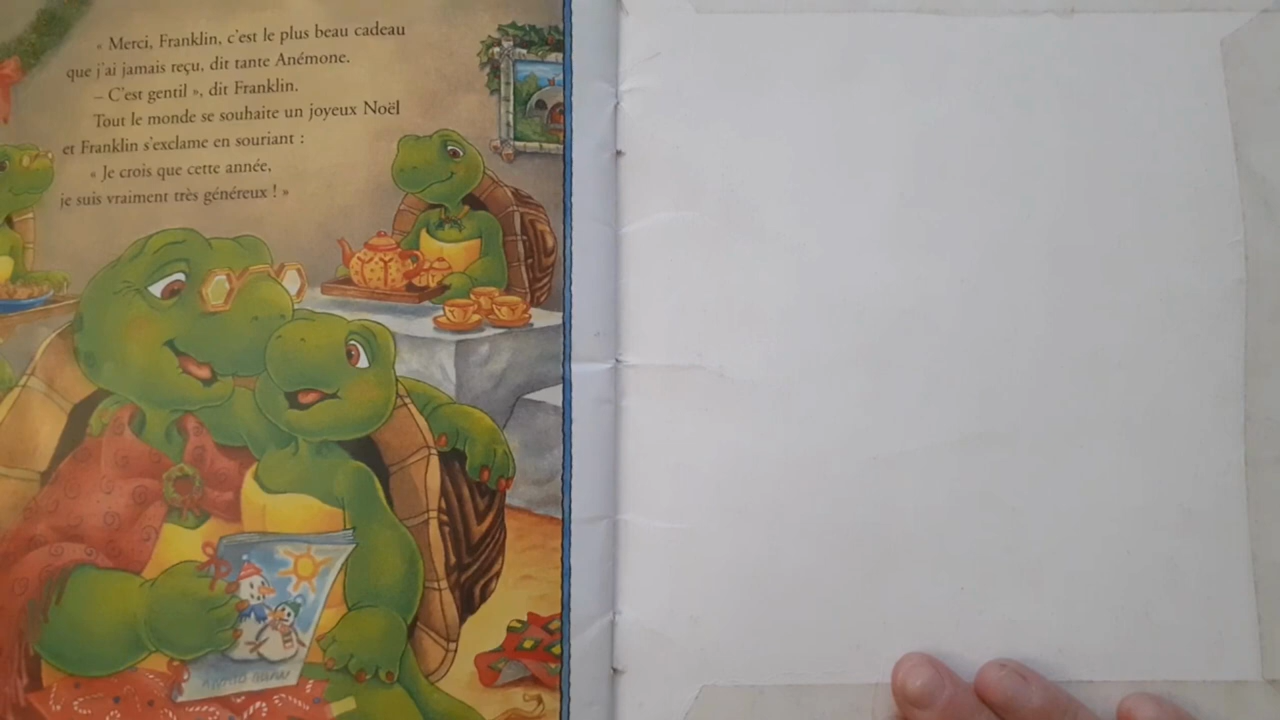 « Merci, Franklin, c'est le plus beau cadeau
que j'ai jamais reçu, dit tante Anémone.
– C'est gentil », dit Franklin.
Tout le monde se souhaite un joyeux Noël
et Franklin s'exclame en souriant :
« Je crois que cette année,
je suis vraiment très généreux ! »